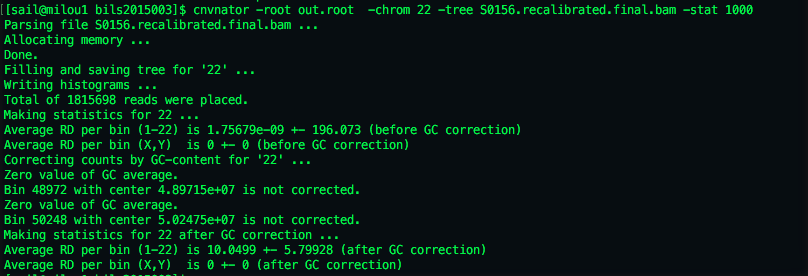 [[sail@milou1 bils2015003]$ cnvnator -root out.root  -chrom 22 -tree S0156.recalibrated.final.bam -stat 1000
Parsing file S0156.recalibrated.final.bam ...
Allocating memory ...
Done.
Filling and saving tree for '22' ...
Writing histograms ...
Total of 1815698 reads were placed.
Making statistics for 22 ...
Average RD per bin (1-22) is 1.75679e-09 +- 196.073 (before GC correction)
Average RD per bin (X,Y)  is 0 +- 0 (before GC correction)
Correcting counts by GC-content for '22' ...
Zero value of GC average.
Bin 48972 with center 4.89715e+07 is not corrected.
Zero value of GC average.
Bin 50248 with center 5.02475e+07 is not corrected.
Making statistics for 22 after GC correction ...
Average RD per bin (1-22) is 10.0499 +- 5.79928 (after GC correction)
Average RD per bin (X,Y)  is 0 +- 0 (after GC correction)